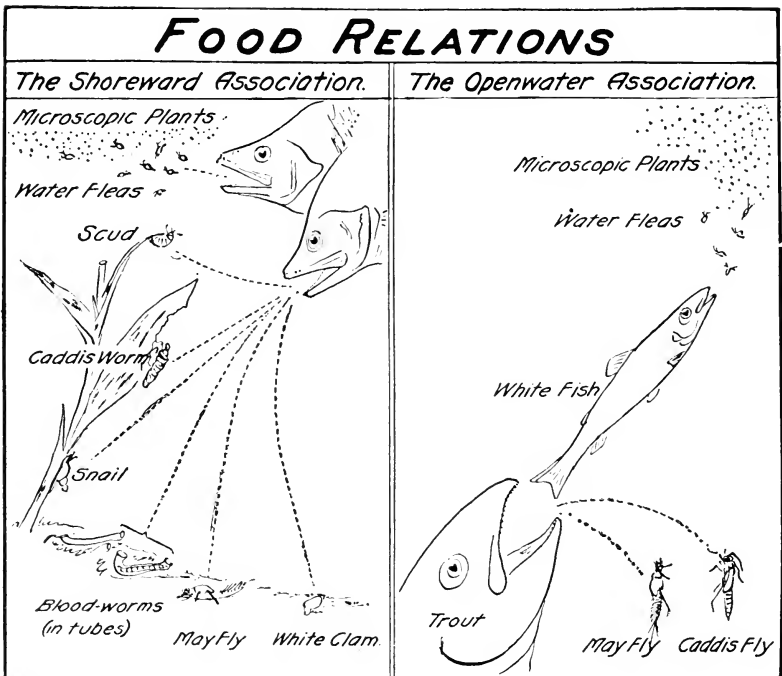 FOOD RELATIONS
The Shoreward Association.
Microscopic Plants
Water Fleas
Scud
Caddis Worm
Snail
Blood-worms
(in tubes)
May Fly
White Clam
The Openwater Association.
Microscopic Plants
Water Fleas
White Fish
Trout
May Fly
Caddis Fly